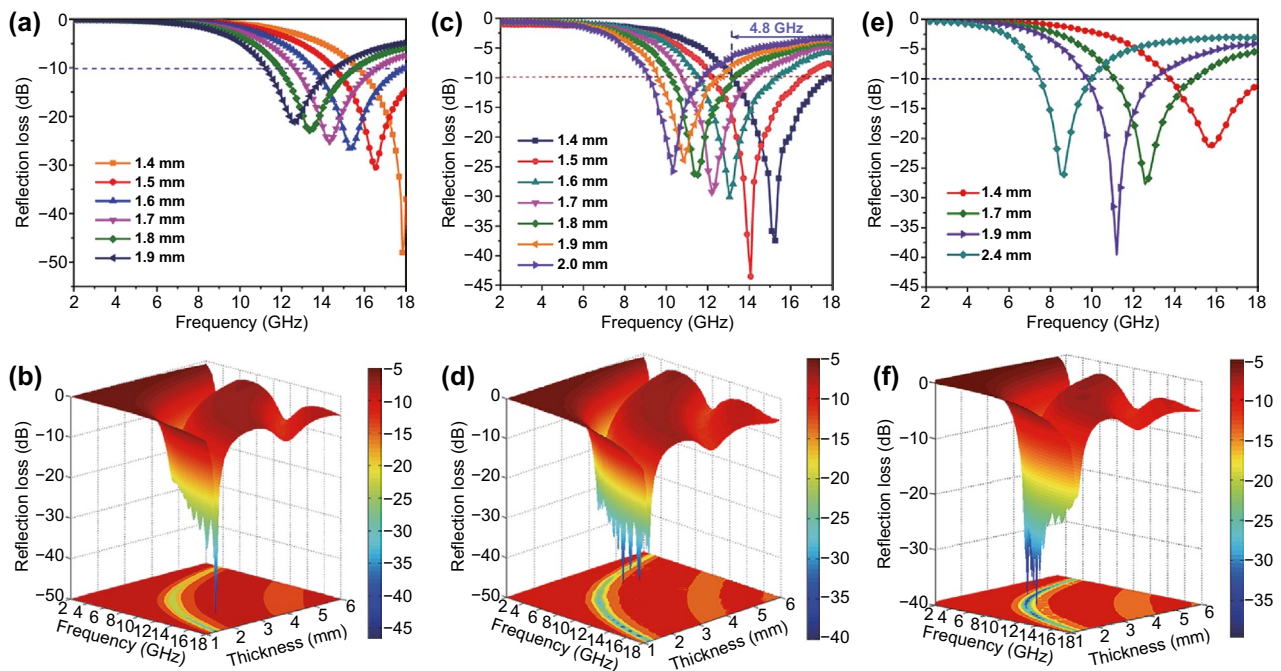 (a)
0
−10
−20
−30
−40
−50
Reflection loss (dB)
1.4 mm
1.5 mm
1.6 mm
1.7 mm
1.8 mm
1.9 mm
2 4 6 8 10 12 14 16 18
Frequency (GHz)
(c)
0
−5
−10
−15
−20
−25
−30
−35
−40
−45
Reflection loss (dB)
4.8 GHz
1.4 mm
1.5 mm
1.6 mm
1.7 mm
1.8 mm
1.9 mm
2.0 mm
2 4 6 8 10 12 14 16 18
Frequency (GHz)
(e)
0
−5
−10
−15
−20
−25
−30
−35
−40
−45
Reflection loss (dB)
1.4 mm
1.7 mm
1.9 mm
2.4 mm
2 4 6 8 10 12 14 16 18
Frequency (GHz)
(b)
0
−10
−20
−30
−40
−50
Reflection loss (dB)
2 4 6 8 10 12 14 16 18
Frequency (GHz)
1 2 3 4 5 6
Thickness (mm)
−5
−10
−15
−20
−25
−30
−35
−40
−45
(d)
0
−10
−20
−30
−40
−50
Reflection loss (dB)
2 4 6 8 10 12 14 16 18
Frequency (GHz)
1 2 3 4 5 6
Thickness (mm)
−5
−10
−15
−20
−25
−30
−35
−40
(f)
0
−10
−20
−30
−40
Reflection loss (dB)
2 4 6 8 10 12 14 16 18
Frequency (GHz)
1 2 3 4 5 6
Thickness (mm)
−5
−10
−15
−20
−25
−30
−35